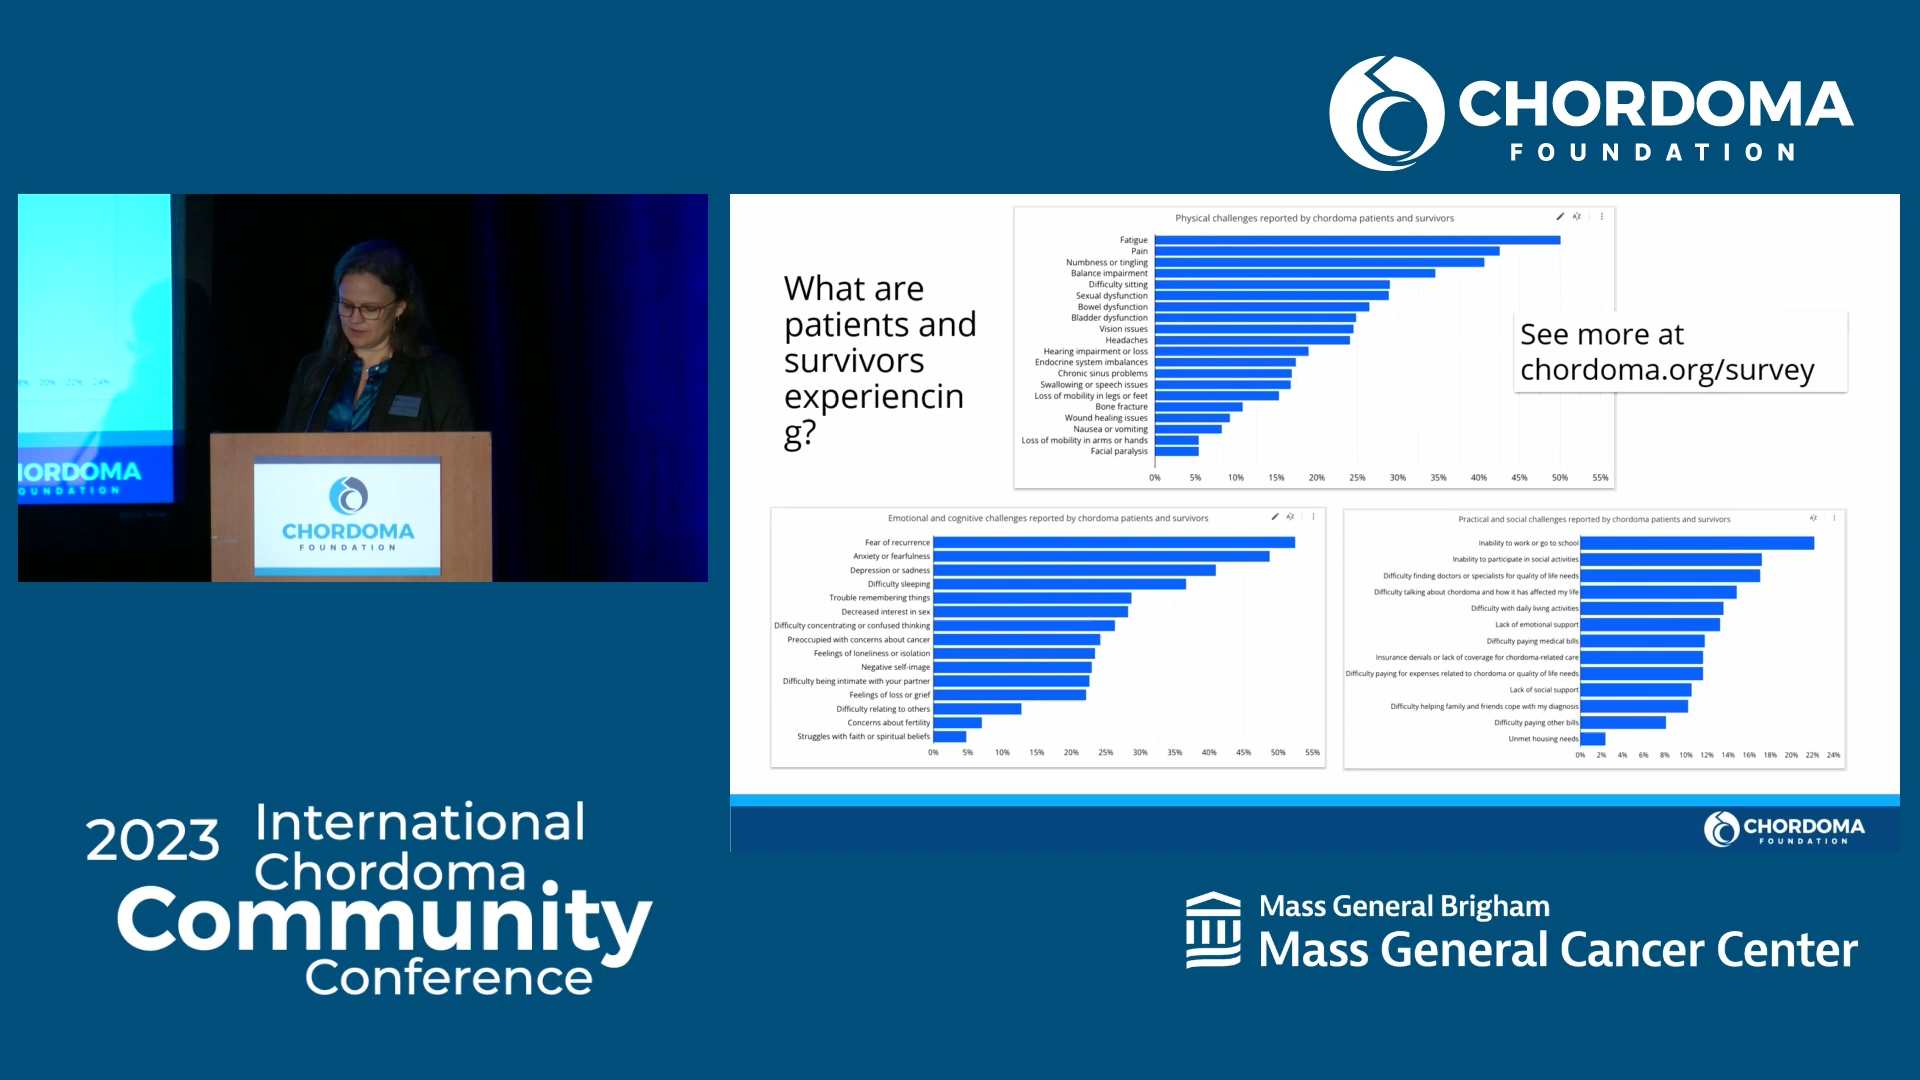 CHORDOMA
FOUNDATION
20% 22% 24%
HORDOMA
OUNDATION
CHORDOMA
FOUNDATION
What are
patients and
survivors
experiencin
g?
Physical challenges reported by chordoma patients and survivors
Fatigue
Pain
Numbness or tingling
Balance impairment
Difficulty sitting
Sexual dysfunction
Bowel dysfunction
Bladder dysfunction
Vision issues
Headaches
Hearing impairment or loss
Endocrine system imbalances
Chronic sinus problems
Swallowing or speech issues
Loss of mobility in legs or feet
Bone fracture
Wound healing issues
Nausea or vomiting
Loss of mobility in arms or hands
Facial paralysis
0% 5% 10% 15% 20% 25% 30% 35% 40% 45% 50% 55%
See more at
chordoma.org/survey
Emotional and cognitive challenges reported by chordoma patients and survivors
Fear of recurrence
Anxiety or fearfulness
Depression or sadness
Difficulty sleeping
Trouble remembering things
Decreased interest in sex
Difficulty concentrating or confused thinking
Preoccupied with concerns about cancer
Feelings of loneliness or isolation
Negative self-image
Difficulty being intimate with your partner
Feelings of loss or grief
Difficulty relating to others
Concerns about fertility
Struggles with faith or spiritual beliefs
0% 5% 10% 15% 20% 25% 30% 35% 40% 45% 50% 55%
Practical and social challenges reported by chordoma patients and survivors
Inability to work or go to school
Inability to participate in social activities
Difficulty finding doctors or specialists for quality of life needs
Difficulty talking about chordoma and how it has affected my life
Difficulty with daily living activities
Lack of emotional support
Difficulty paying medical bills
Insurance denials or lack of coverage for chordoma-related care
Difficulty paying for expenses related to chordoma or quality of life needs
Lack of social support
Difficulty helping family and friends cope with my diagnosis
Difficulty paying other bills
Unmet housing needs
0% 2% 4% 6% 8% 10% 12% 14% 16% 18% 20% 22% 24%
CHORDOMA
FOUNDATION
2023 International
Chordoma
Community
Conference
Mass General Brigham
Mass General Cancer Center